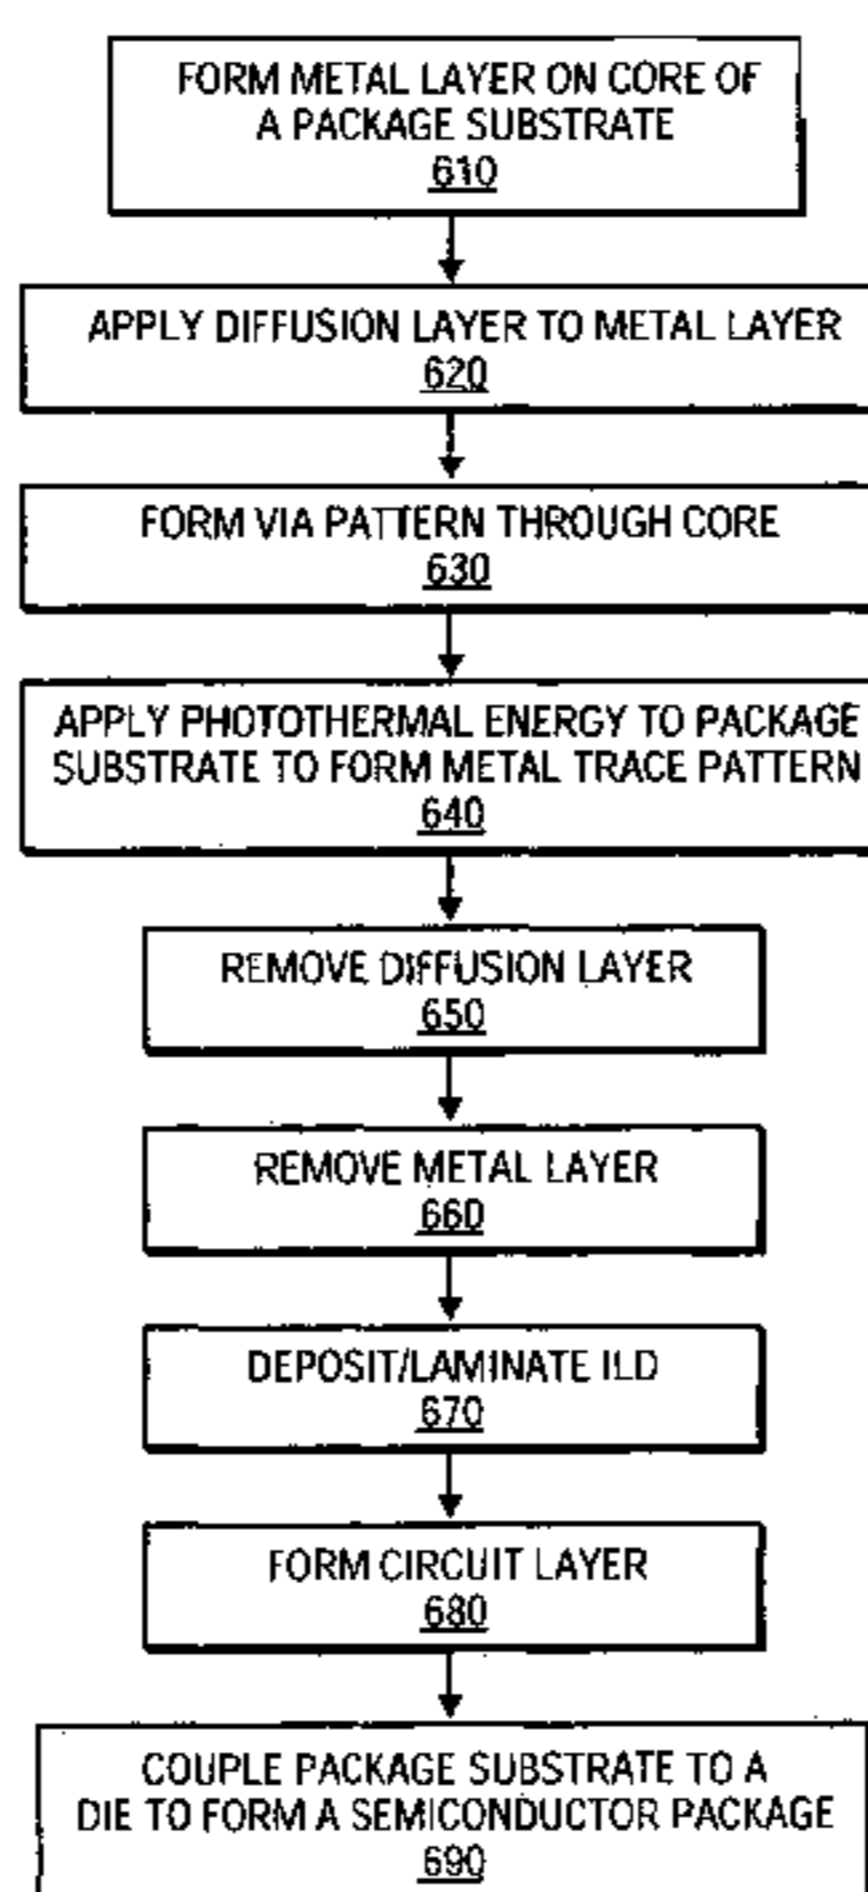 FORM METAL LAYER ON CORE OF
A PACKAGE SUBSTRATE
610
APPLY DIFFUSION LAYER TO METAL LAYER
620
FORM VIA PATTERN THROUGH CORE
630
APPLY PHOTOTHERMAL ENERGY TO PACKAGE
SUBSTRATE TO FORM METAL TRACE PATTERN
640
REMOVE DIFFUSION LAYER
650
REMOVE METAL LAYER
660
DEPOSIT/LAMINATE ILD
670
FORM CIRCUIT LAYER
680
COUPLE PACKAGE SUBSTRATE TO A
DIE TO FORM A SEMICONDUCTOR PACKAGE
690